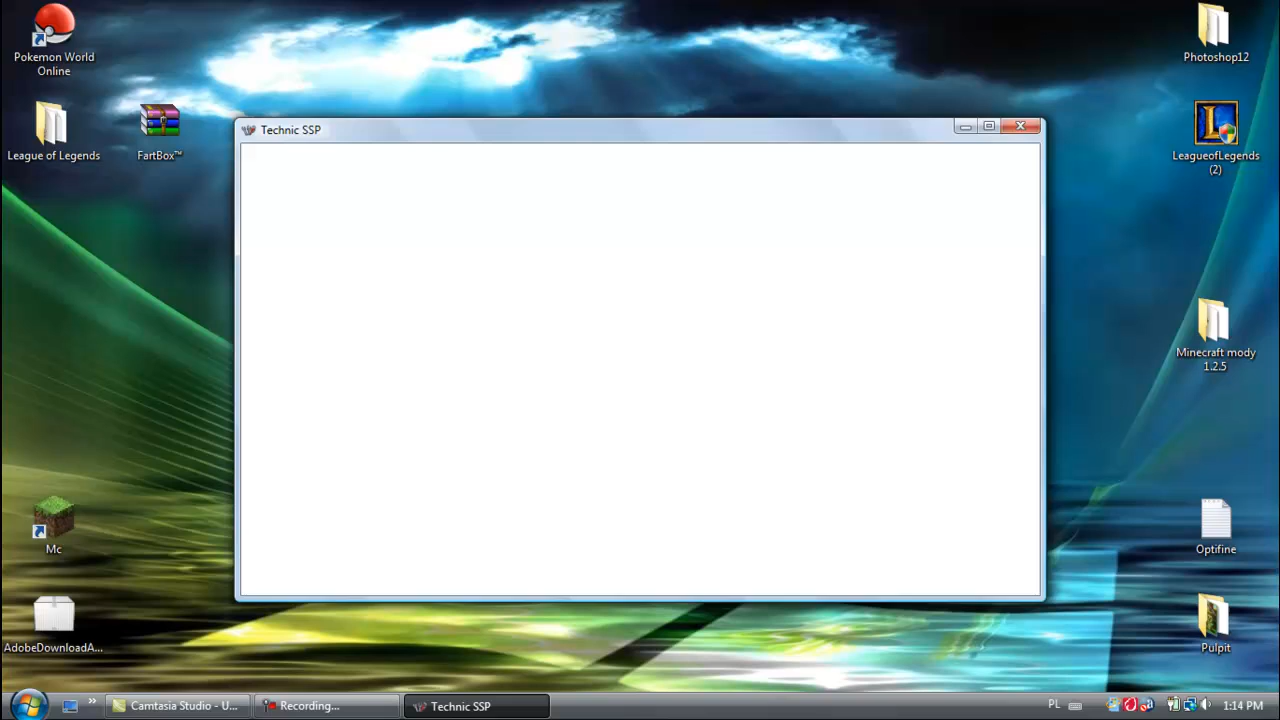 Pokemon World
Online
Photoshop12
League of Legends
FartBox™
Technic SSP
LeagueofLegends
(2)
Minecraft mody
1.2.5
Mc
Optifine
AdobeDownloadA...
Pulpit
Camtasia Studio - U...
Recording...
Technic SSP
PL
1:14 PM